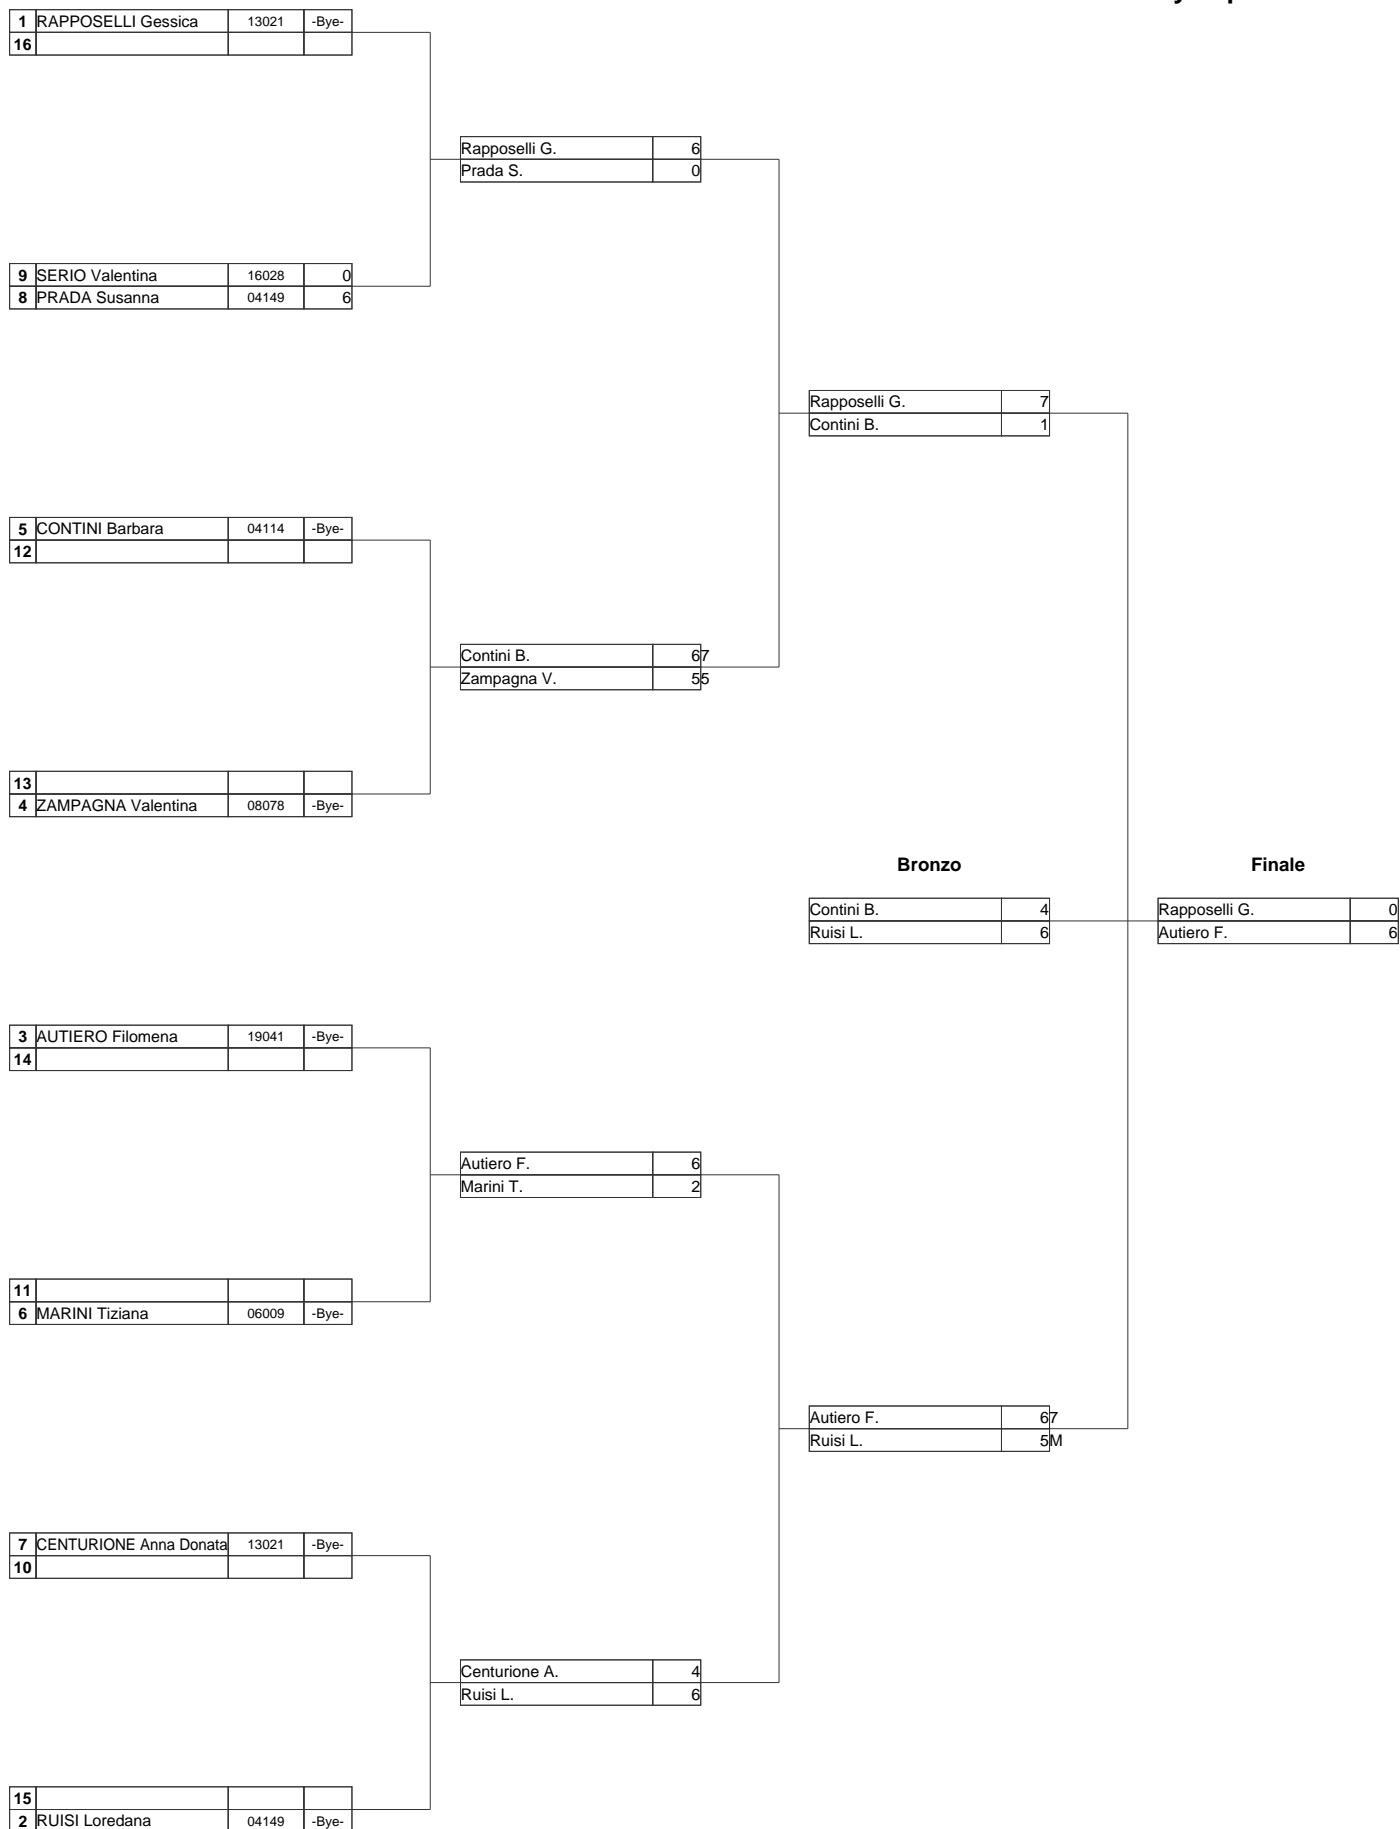 1 RAPPOSELLI Gessica 13021 -Bye-
16
Rapposelli G. 6
Prada S. 0
9 SERIO Valentina 16028 0
8 PRADA Susanna 04149 6
Rapposelli G. 7
Contini B. 1
5 CONTINI Barbara 04114 -Bye-
12
Contini B. 67
Zampagna V. 55
13
4 ZAMPAGNA Valentina 08078 -Bye-
Bronzo Finale
Contini B. 4 Rapposelli G. 0
Ruisi L. 6 Autiero F. 6
3 AUTIERO Filomena 19041 -Bye-
14
Autiero F. 6
Marini T. 2
11
6 MARINI Tiziana 06009 -Bye-
Autiero F. 67
Ruisi L. 5M
7 CENTURIONE Anna Donata 13021 -Bye-
10
Centurione A. 4
Ruisi L. 6
15
2 RUISI Loredana 04149 -Bye-